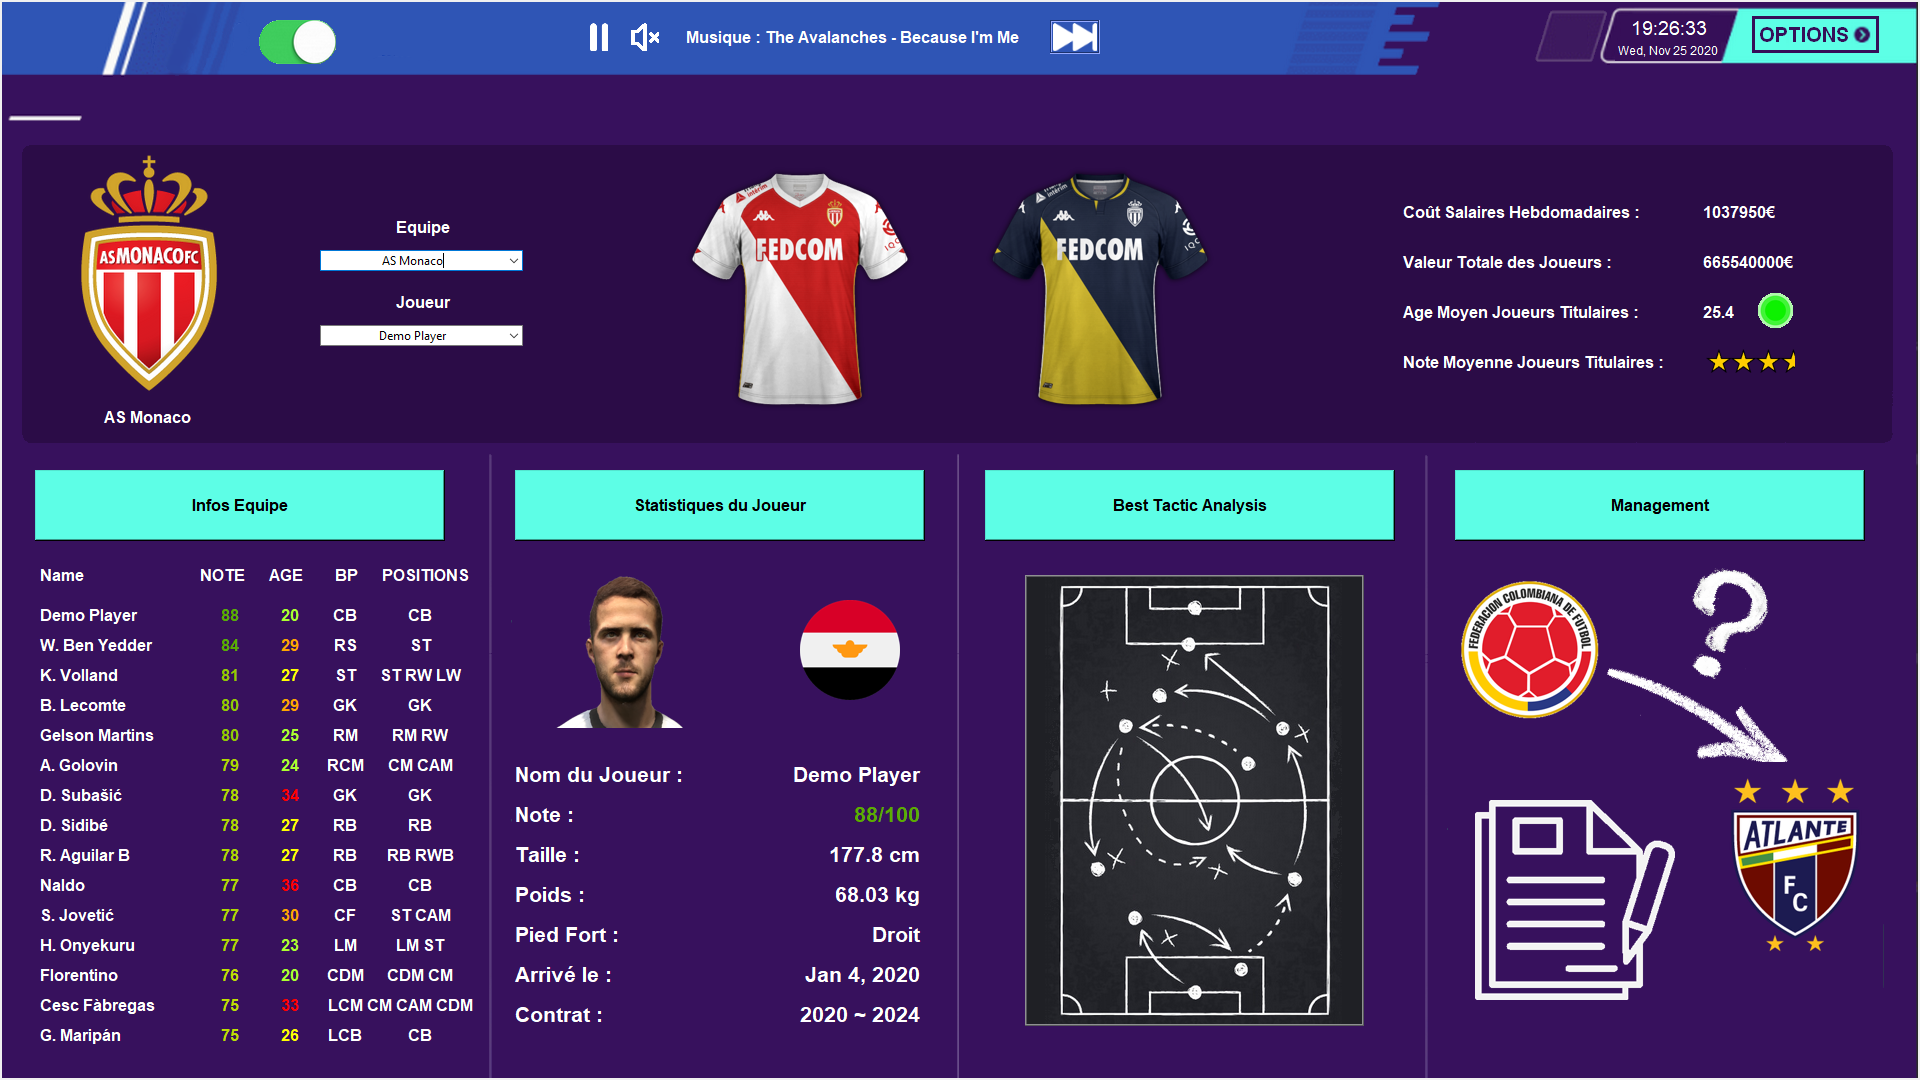 Musique : The Avalanches - Because I'm Me
19:26:33
Wed, Nov 25 2020
OPTIONS
AS MONACO FC
AS Monaco
Equipe
AS Monaco
Joueur
Demo Player
FEDCOM
FEDCOM
Coût Salaires Hebdomadaires : 1037950€
Valeur Totale des Joueurs : 665540000€
Age Moyen Joueurs Titulaires : 25.4
Note Moyenne Joueurs Titulaires :
Infos Equipe
Statistiques du Joueur
Best Tactic Analysis
Management
Name NOTE AGE BP POSITIONS
Demo Player 88 20 CB CB
W. Ben Yedder 84 29 RS ST
K. Volland 81 27 ST ST RW LW
B. Lecomte 80 29 GK GK
Gelson Martins 80 25 RM RM RW
A. Golovin 79 24 RCM CM CAM
D. Subašić 78 34 GK GK
D. Sidibé 78 27 RB RB
R. Aguilar B 78 27 RB RB RWB
Naldo 77 36 CB CB
S. Jovetić 77 30 CF ST CAM
H. Onyekuru 77 23 LM LM ST
Florentino 76 20 CDM CDM CM
Cesc Fàbregas 75 33 LCM CM CAM CDM
G. Maripán 75 26 LCB CB
Nom du Joueur : Demo Player
Note : 88/100
Taille : 177.8 cm
Poids : 68.03 kg
Pied Fort : Droit
Arrivé le : Jan 4, 2020
Contrat : 2020 ~ 2024
FEDERACION COLOMBIANA DE FUTBOL
?
ATLANTE
FC